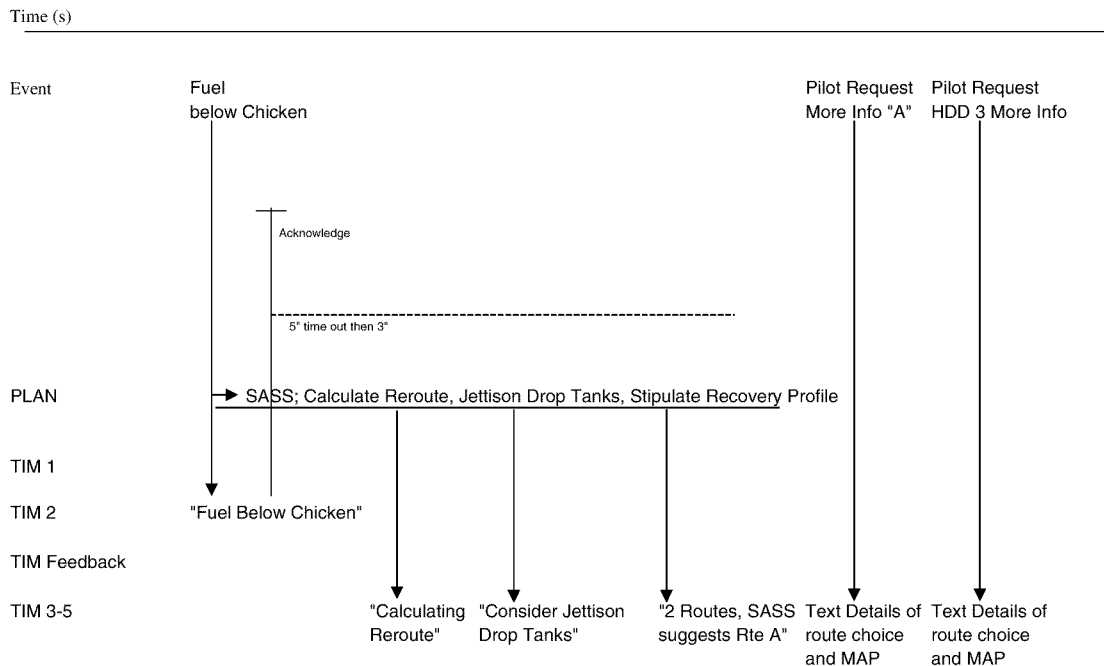 Time (s)
Event
Fuel
below Chicken
Pilot Request
More Info "A"
Pilot Request
HDD 3 More Info
Acknowledge
5" time out then 3"
PLAN
SASS; Calculate Reroute, Jettison Drop Tanks, Stipulate Recovery Profile
TIM 1
TIM 2
"Fuel Below Chicken"
TIM Feedback
TIM 3-5
"Calculating
Reroute"
"Consider Jettison
Drop Tanks"
"2 Routes, SASS
suggests Rte A"
Text Details of
route choice
and MAP
Text Details of
route choice
and MAP